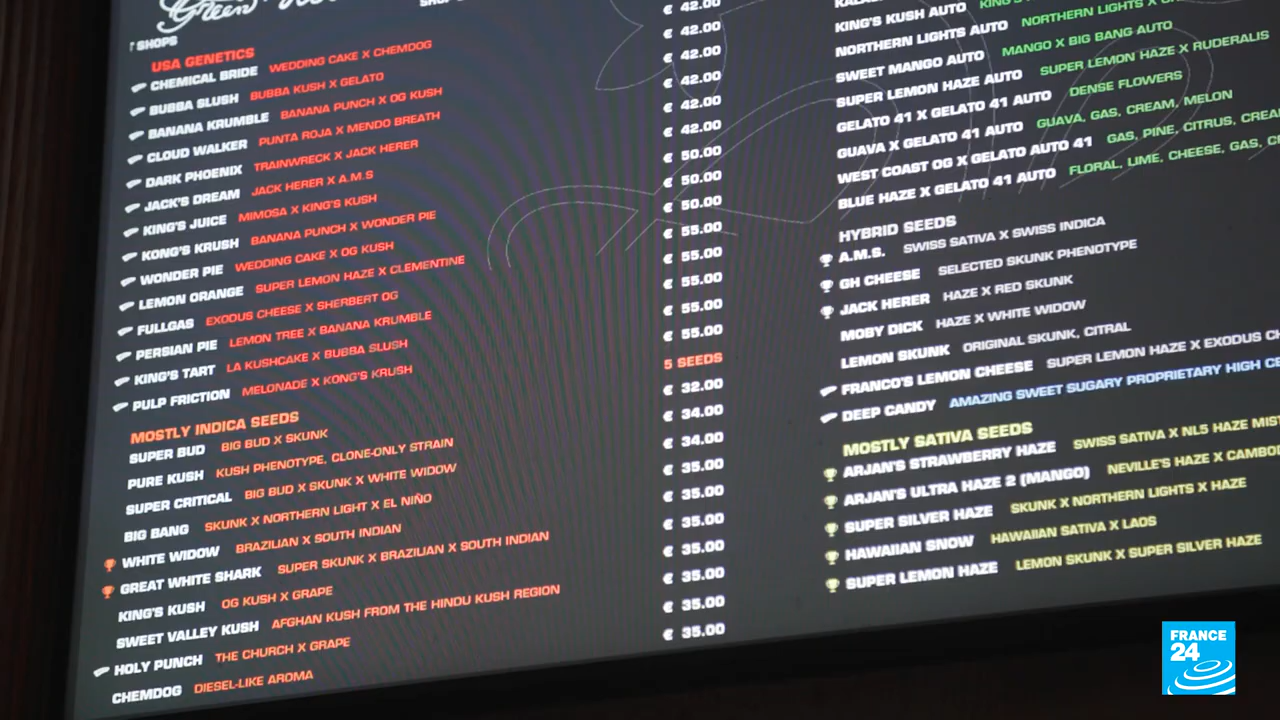 Green
SHOPS
USA GENETICS
CHEMICAL BRIDE WEDDING CAKE X CHEMDOG
BUBBA SLUSH BUBBA KUSH X GELATO
BANANA KRUMBLE BANANA PUNCH X OG KUSH
CLOUD WALKER PUNTA ROJA X MENDO BREATH
DARK PHOENIX TRAINWRECK X JACK HERER
JACK'S DREAM JACK HERER X A.M.S
KING'S JUICE MIMOSA X KING'S KUSH
KONG'S KRUSH BANANA PUNCH X WONDER PIE
WONDER PIE WEDDING CAKE X OG KUSH
LEMON ORANGE SUPER LEMON HAZE X CLEMENTINE
FULLGAS EXODUS CHEESE X SHERBERT OG
PERSIAN PIE LEMON TREE X BANANA KRUMBLE
KING'S TART LA KUSHCAKE X BUBBA SLUSH
PULP FRICTION MELONADE X KONG'S KRUSH
MOSTLY INDICA SEEDS
SUPER BUD BIG BUD X SKUNK
PURE KUSH KUSH PHENOTYPE, CLONE-ONLY STRAIN
SUPER CRITICAL BIG BUD X SKUNK X WHITE WIDOW
BIG BANG SKUNK X NORTHERN LIGHT X EL NIÑO
WHITE WIDOW BRAZILIAN X SOUTH INDIAN
GREAT WHITE SHARK SUPER SKUNK X BRAZILIAN X SOUTH INDIAN
KING'S KUSH OG KUSH X GRAPE
SWEET VALLEY KUSH AFGHAN KUSH FROM THE HINDU KUSH REGION
HOLY PUNCH THE CHURCH X GRAPE
CHEMDOG DIESEL-LIKE AROMA
€ 42.00
€ 42.00
€ 42.00
€ 42.00
€ 42.00
€ 42.00
€ 50.00
€ 50.00
€ 50.00
€ 55.00
€ 55.00
€ 55.00
€ 55.00
€ 55.00
5 SEEDS
€ 32.00
€ 34.00
€ 34.00
€ 35.00
€ 35.00
€ 35.00
€ 35.00
€ 35.00
€ 35.00
€ 35.00
KING'S KUSH AUTO
NORTHERN LIGHTS AUTO NORTHERN LIGHTS X
SWEET MANGO AUTO MANGO X BIG BANG AUTO
SUPER LEMON HAZE AUTO SUPER LEMON HAZE X RUDERALIS
GELATO 41 X GELATO 41 AUTO DENSE FLOWERS
GUAVA X GELATO 41 AUTO GUAVA, GAS, CREAM, MELON
WEST COAST OG X GELATO AUTO 41 GAS, PINE, CITRUS,
BLUE HAZE X GELATO 41 AUTO FLORAL, LIME, CHEESE, GAS,
HYBRID SEEDS
A.M.S. SWISS SATIVA X SWISS INDICA
GH CHEESE SELECTED SKUNK PHENOTYPE
JACK HERER HAZE X RED SKUNK
MOBY DICK HAZE X WHITE WIDOW
LEMON SKUNK ORIGINAL SKUNK, CITRAL
FRANCO'S LEMON CHEESE SUPER LEMON HAZE X EXODUS
DEEP CANDY AMAZING SWEET SUGARY PROPRIETARY HIGH
MOSTLY SATIVA SEEDS
ARJAN'S STRAWBERRY HAZE SWISS SATIVA X NL5 HAZE
ARJAN'S ULTRA HAZE 2 (MANGO) NEVILLE'S HAZE X
SUPER SILVER HAZE SKUNK X NORTHERN LIGHTS X HAZE
HAWAIIAN SNOW HAWAIIAN SATIVA X LAOS
SUPER LEMON HAZE LEMON SKUNK X SUPER SILVER HAZE
FRANCE
24